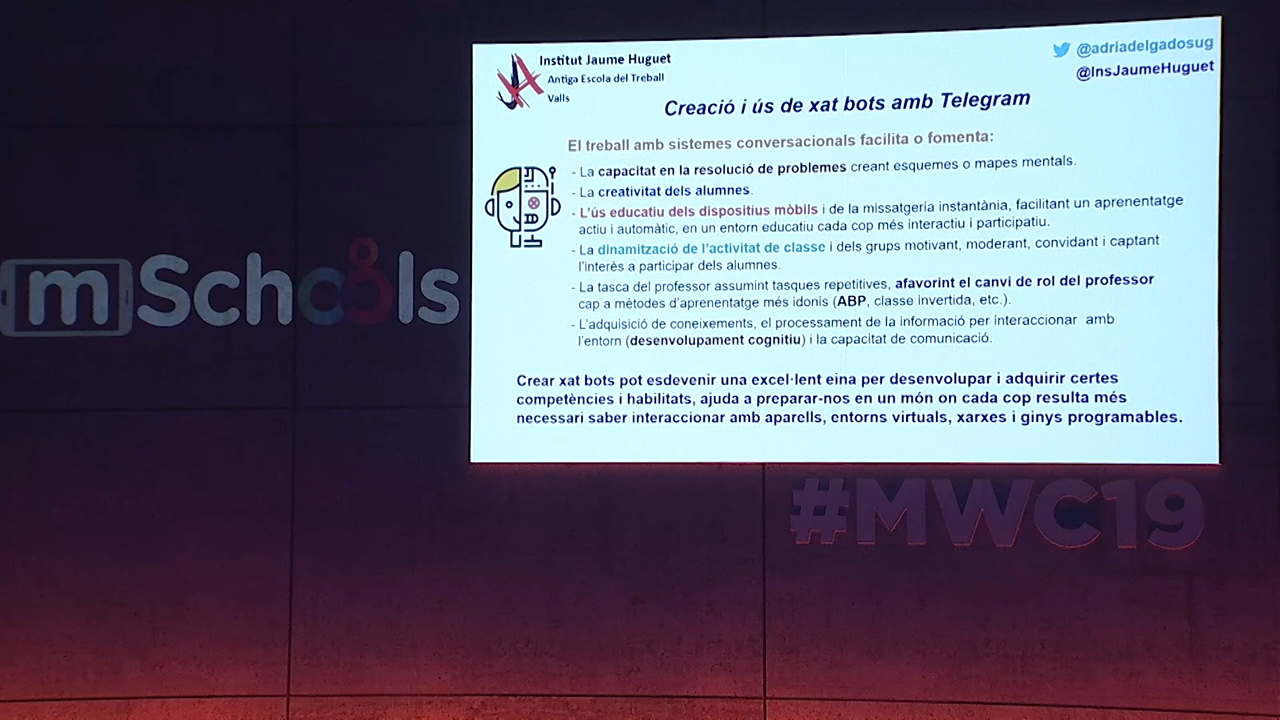 Institut Jaume Huguet
Antiga Escola del Treball
Valls
@adriadelgadosug
@InsJaumeHuguet
Creació i ús de xat bots amb Telegram
El treball amb sistemes conversacionals facilita o fomenta:
- La capacitat en la resolució de problemes creant esquemes o mapes mentals.
- La creativitat dels alumnes.
- L'ús educatiu dels dispositius mòbils i de la missatgeria instantània, facilitant un aprenentatge
actiu i automàtic, en un entorn educatiu cada cop més interactiu i participatiu.
- La dinamització de l'activitat de classe i dels grups motivant, moderant, convidant i captant
l'interès a participar dels alumnes.
- La tasca del professor assumint tasques repetitives, afavorint el canvi de rol del professor
cap a mètodes d'aprenentatge més idonis (ABP, classe invertida, etc.).
- L'adquisició de coneixements, el processament de la informació per interaccionar amb
l'entorn (desenvolupament cognitiu) i la capacitat de comunicació.
Crear xat bots pot esdevenir una excel·lent eina per desenvolupar i adquirir certes
competències i habilitats, ajuda a preparar-nos en un món on cada cop resulta més
necessari saber interaccionar amb aparells, entorns virtuals, xarxes i ginys programables.
mSchools
#MWC19